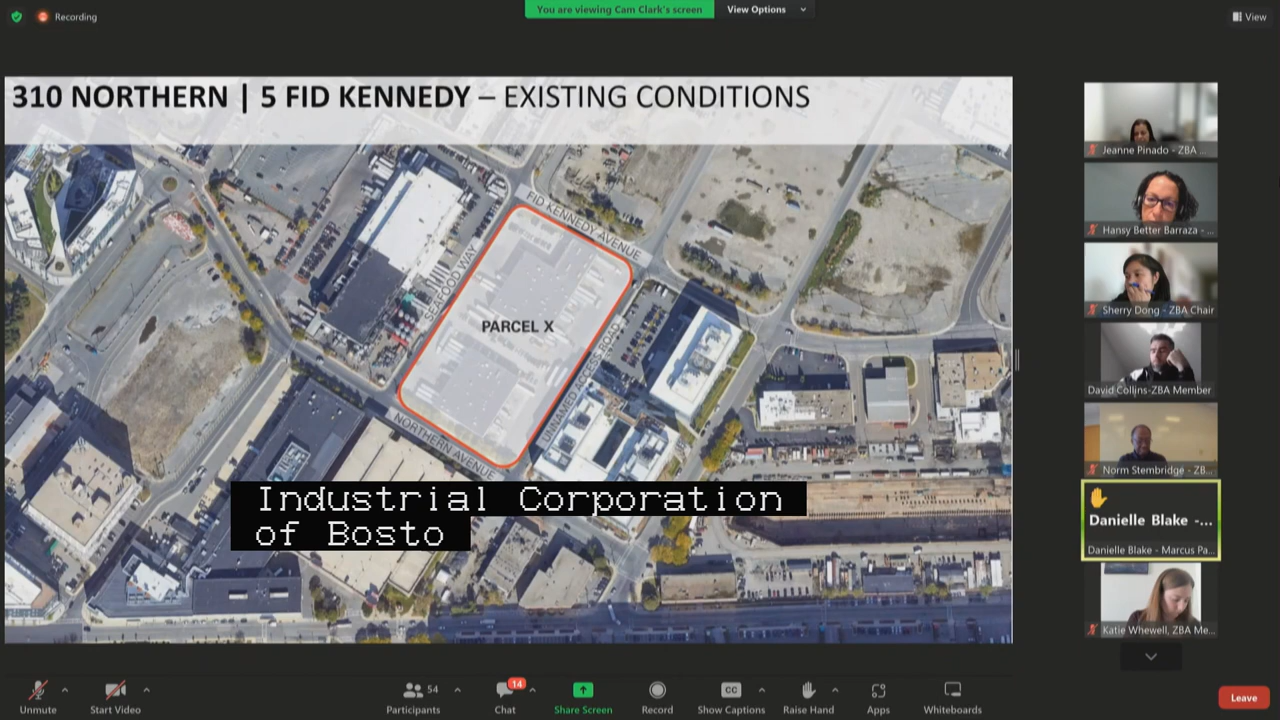 Recording
You are viewing Cam Clark's screen
View Options
View
310 NORTHERN | 5 FID KENNEDY – EXISTING CONDITIONS
FID KENNEDY AVENUE
SEAFOOD WAY
PARCEL X
UNNAMED ACCESS ROAD
NORTHERN AVENUE
Industrial Corporation
of Bosto
Jeanne Pinado - ZBA ...
Hansy Better Barraza - ...
Sherry Dong - ZBA Chair
David Collins-ZBA Member
Norm Stembridge - ZB...
Danielle Blake -...
Danielle Blake - Marcus Pa...
Katie Whewell, ZBA Me...
Unmute
Start Video
54
Participants
14
Chat
Share Screen
Record
CC
Show Captions
Raise Hand
Apps
Whiteboards
Leave